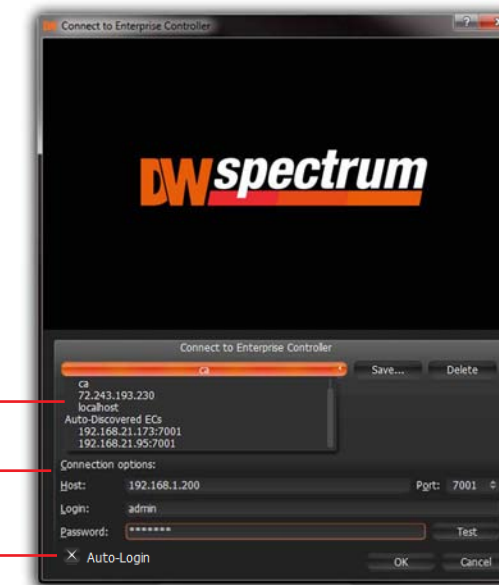 Connect to Enterprise Controller
?
DW spectrum
Connect to Enterprise Controller
ca
Save...
Delete
ca
72.243.193.230
localhost
Auto-Discovered ECs
192.168.21.173:7001
192.168.21.95:7001
Connection options:
Host: 192.168.1.200 Port: 7001
Login: admin
Password: ******* Test
Auto-Login
OK Cancel